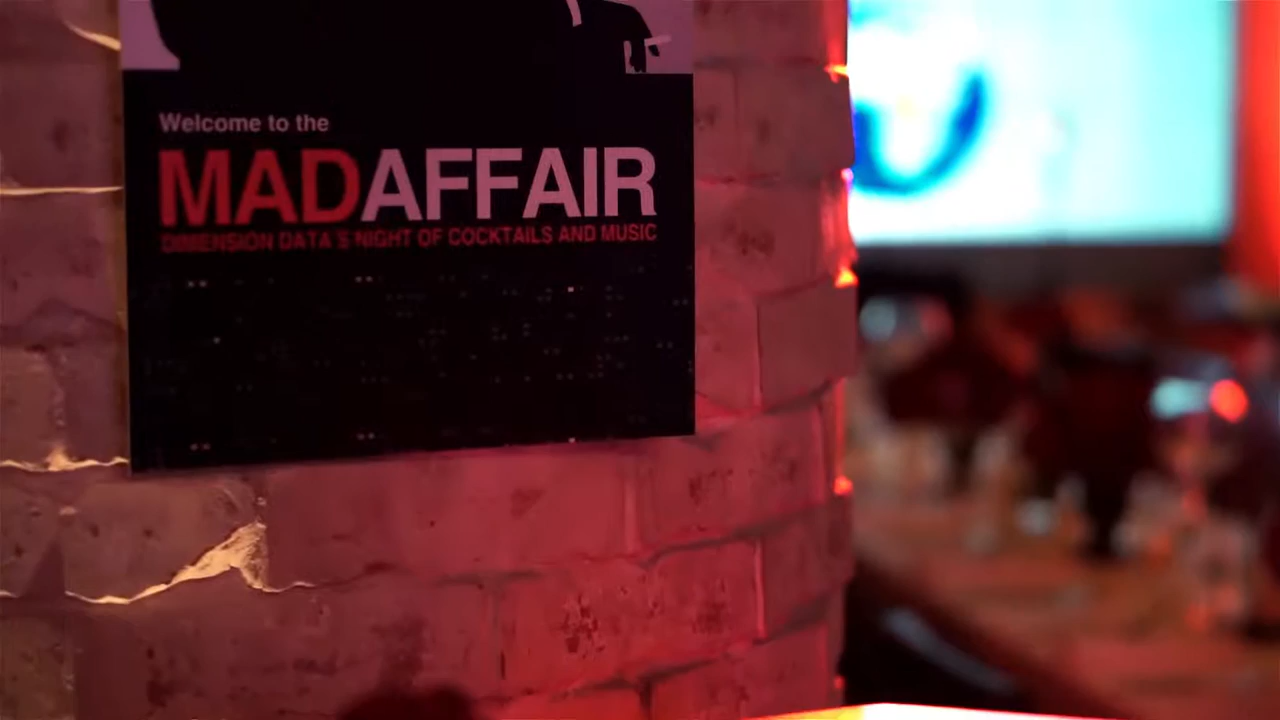 Welcome to the
MADAFFAIR
DIMENSION DATA'S NIGHT OF COCKTAILS AND MUSIC